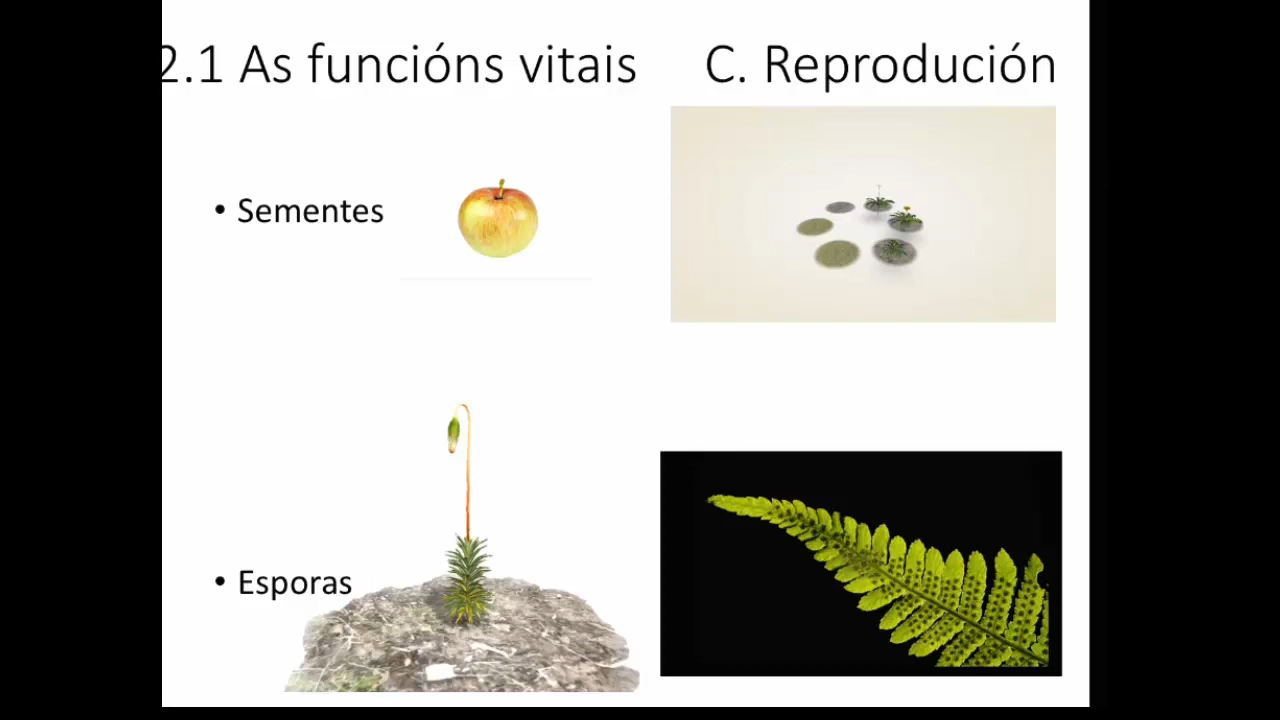 2.1 As funcións vitais C. Reprodución
• Sementes
• Esporas